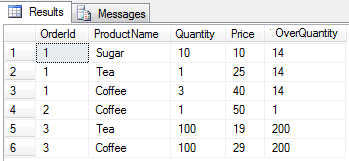 Results Messages
OrderId ProductName Quantity Price OverQuantity
1 1 Sugar 10 10 14
2 1 Tea 1 25 14
3 1 Coffee 3 40 14
4 2 Coffee 1 50 1
5 3 Tea 100 19 200
6 3 Coffee 100 29 200